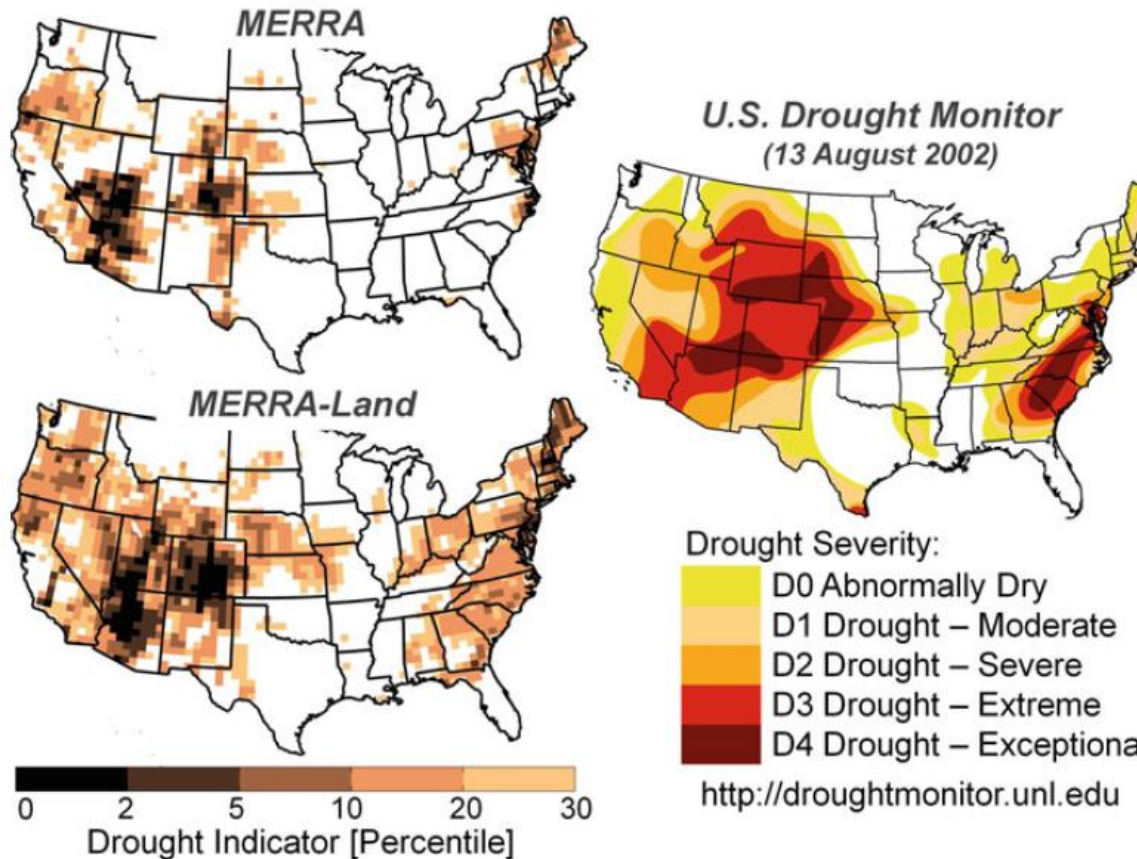 MERRA
U.S. Drought Monitor
(13 August 2002)
MERRA-Land
Drought Severity:
D0 Abnormally Dry
D1 Drought – Moderate
D2 Drought – Severe
D3 Drought – Extreme
D4 Drought – Exceptiona
0 2 5 10 20 30
Drought Indicator [Percentile]
http://droughtmonitor.unl.edu